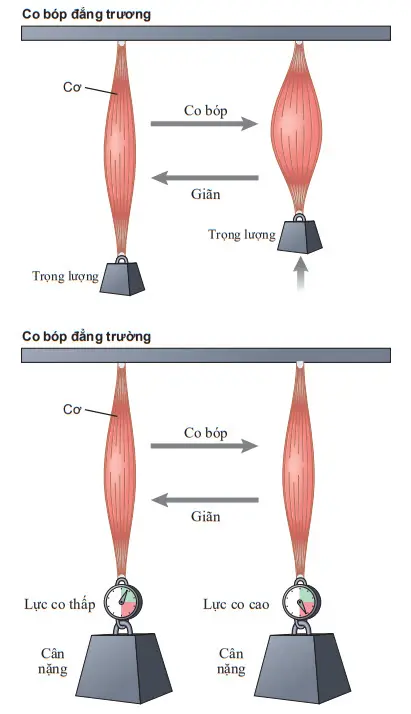 Co bóp đẳng trương
Cơ
Co bóp
Giãn
Trọng lượng
Trọng lượng
Co bóp đẳng trường
Cơ
Co bóp
Giãn
Lực co thấp
Lực co cao
Cân
nặng
Cân
nặng